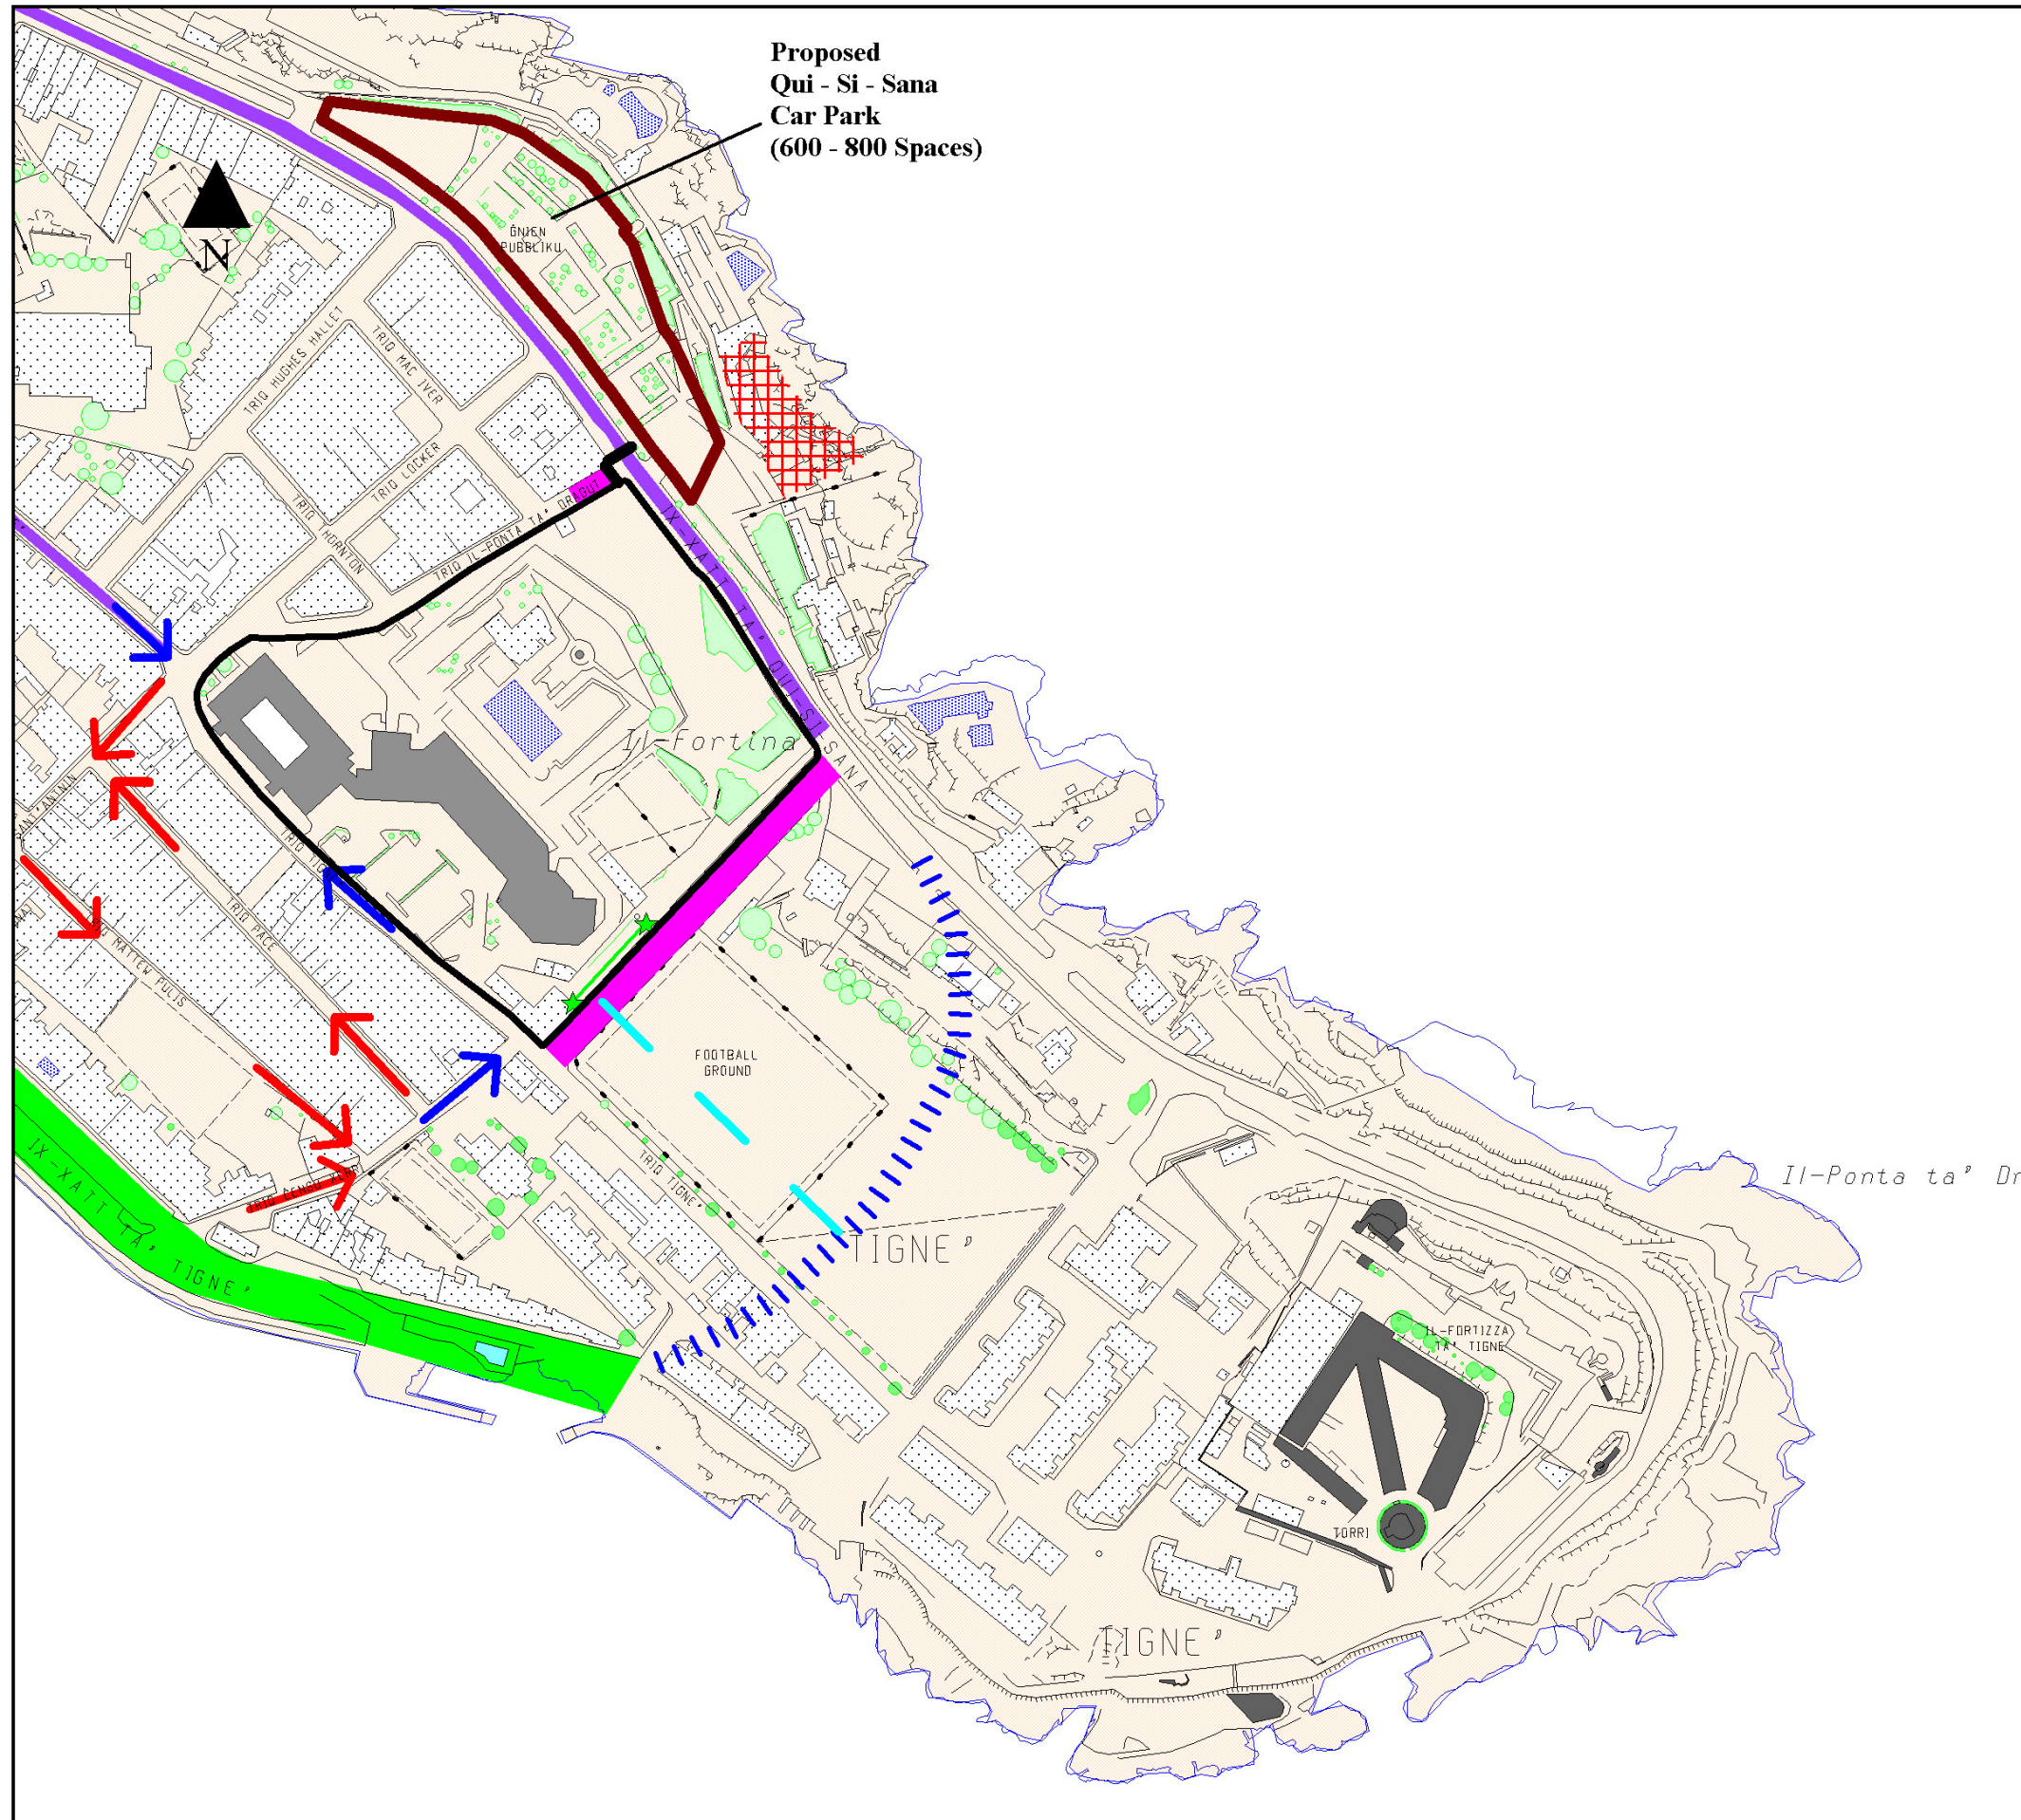 Proposed
Qui - Si - Sana
Car Park
(600 - 800 Spaces)
N
ĠNIEN
PUBBLIKU
TRIQ HUGHES HALLET
TRIQ MAC IVER
TRIQ LOCKER
TRIQ THORNTON
TRIQ IL-PONTA TA' DRAGUT
IX-XATT TA' QUI-SI-SANA
Il-Fortina
TRIQ PACE
MATTEW PULIS
FOOTBALL
GROUND
TRIQ TIGNE'
IX-XATT TA' TIGNE'
TIGNE'
Il-Ponta ta' Dr
IL-FORTIZZA
TA' TIGNE
TORRI
TIGNE'